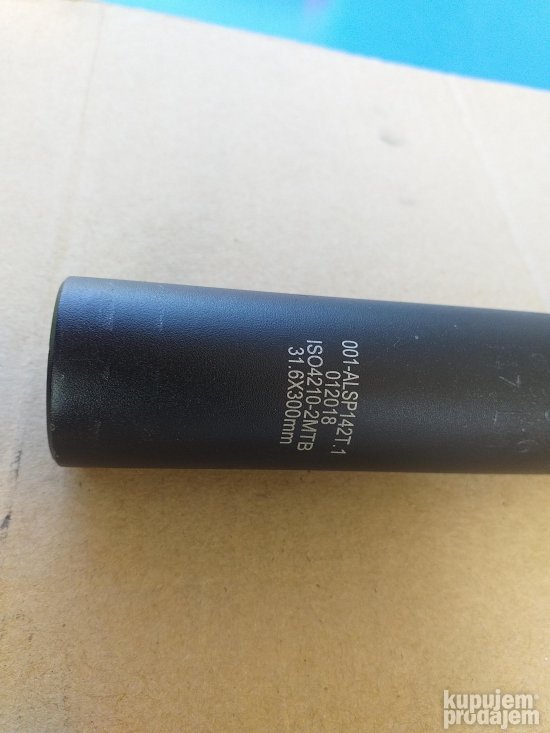 001-ALSP142T.1
012018
ISO4210-2MTB
31.6X300mm
kupujem
prodajem